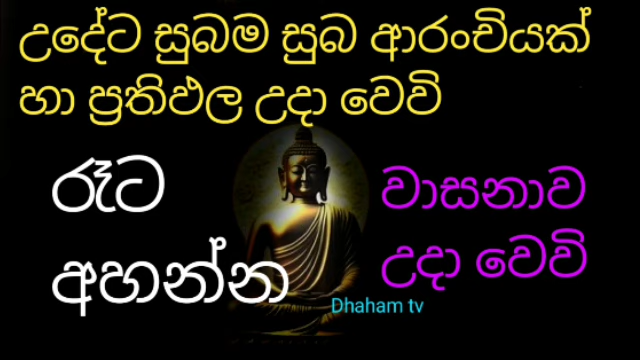 උදේට සුබම සුබ ආරංචියක්
හා ප්‍රතිඵල උදා වෙවි
රෑට
අහන්න
වාසනාව
උදා වෙවි
Dhaham tv